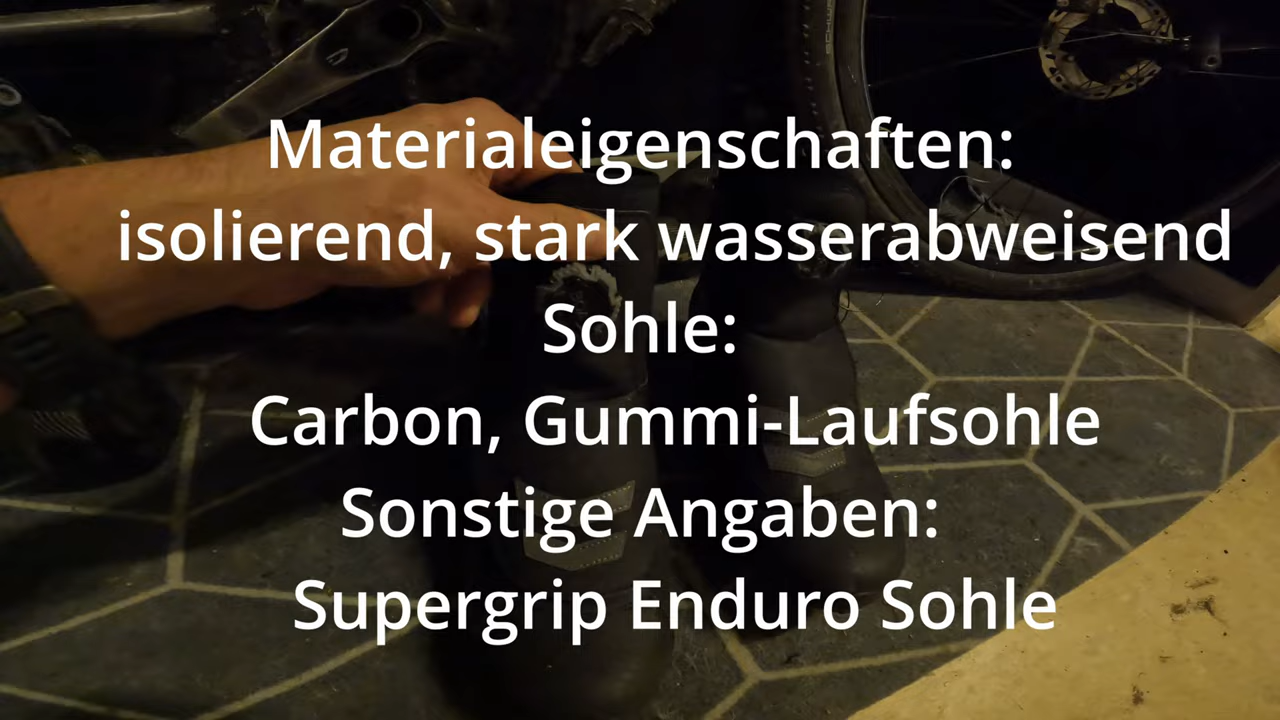 Materialeigenschaften:
isolierend, stark wasserabweisend
Sohle:
Carbon, Gummi-Laufsohle
Sonstige Angaben:
Supergrip Enduro Sohle